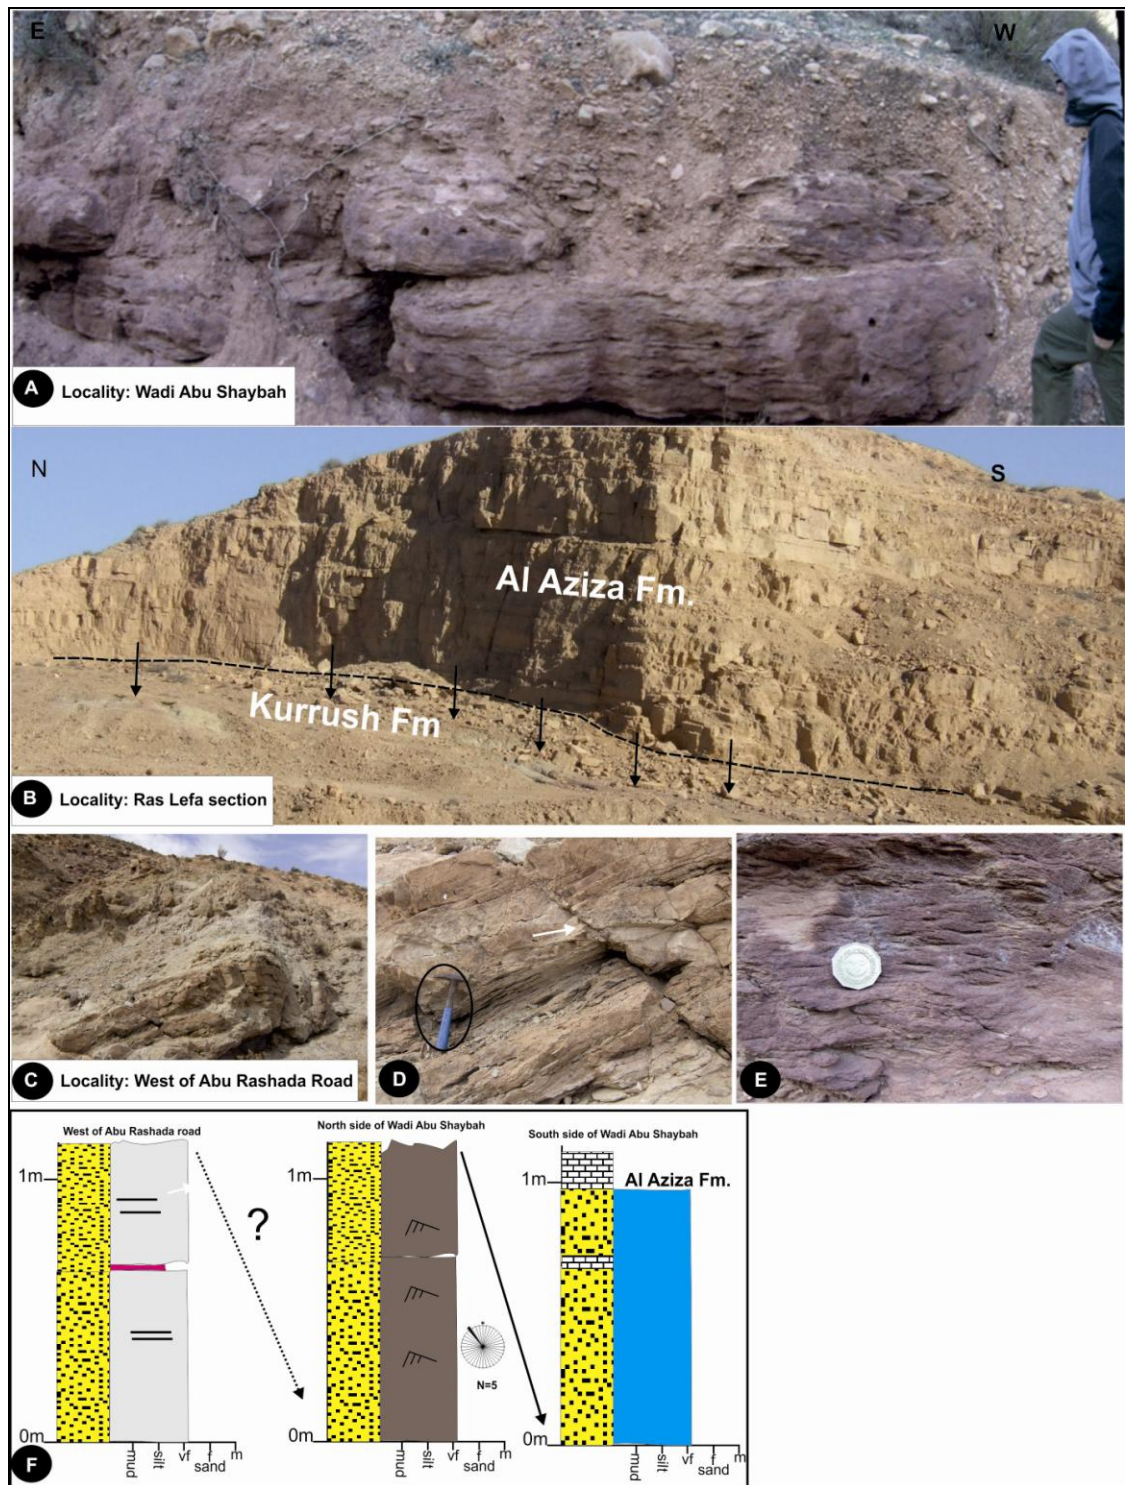 E
W
A Locality: Wadi Abu Shaybah
N
S
Al Aziza Fm.
Kurrush Fm
B Locality: Ras Lefa section
C Locality: West of Abu Rashada Road
D
E
West of Abu Rashada road
North side of Wadi Abu Shaybah
South side of Wadi Abu Shaybah
1m
1m
1m
Al Aziza Fm.
?
N=5
0m
0m
0m
mud silt vf f m
sand
mud silt vf f m
sand
mud silt vf f m
sand
F